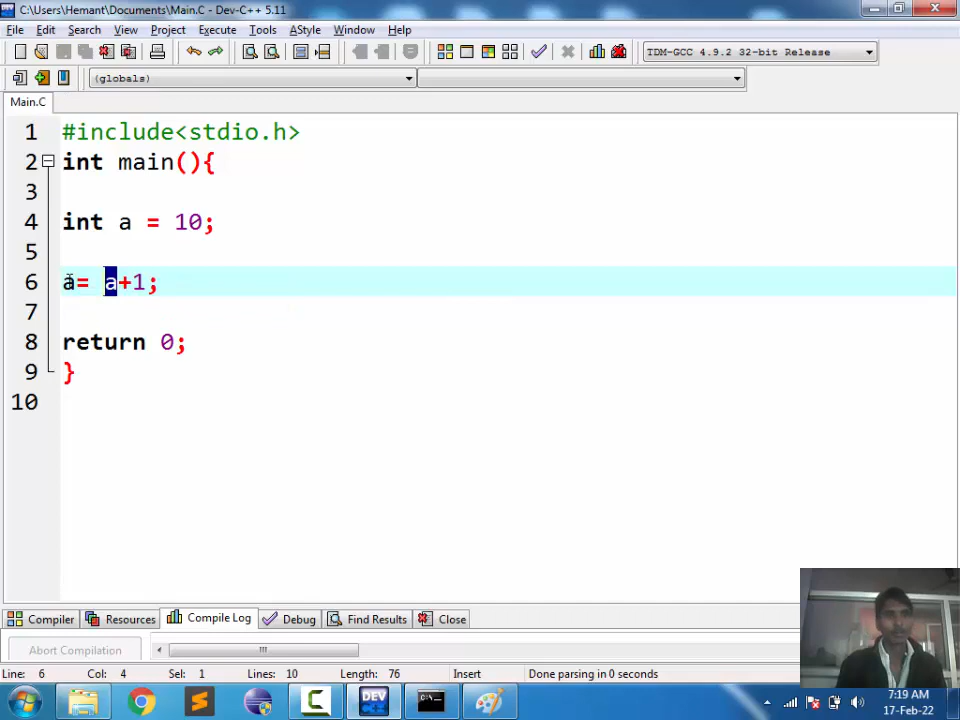 C:\Users\Hemant\Documents\Main.C - Dev-C++ 5.11
File Edit Search View Project Execute Tools AStyle Window Help
TDM-GCC 4.9.2 32-bit Release
(globals)
Main.C
1 #include<stdio.h>
2 int main(){
3
4 int a = 10;
5
6 a= a+1;
7
8 return 0;
9 }
10
Compiler Resources Compile Log Debug Find Results Close
Abort Compilation
Line: 6 Col: 4 Sel: 1 Lines: 10 Length: 76 Insert Done parsing in 0 seconds
DEV
7:19 AM
17-Feb-22